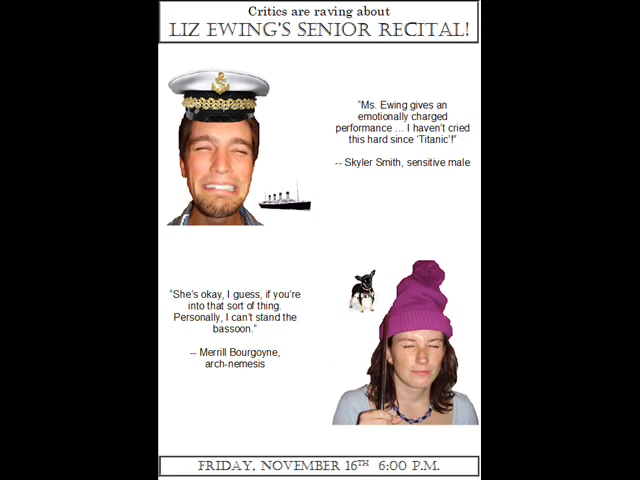 Critics are raving about
LIZ EWING'S SENIOR RECITAL!
"Ms. Ewing gives an
emotionally charged
performance ... I haven't cried
this hard since 'Titanic'!"
-- Skyler Smith, sensitive male
"She's okay, I guess, if you're
into that sort of thing.
Personally, I can't stand the
bassoon."
-- Merrill Bourgoyne,
arch-nemesis
FRIDAY, NOVEMBER 16TH 6:00 P.M.